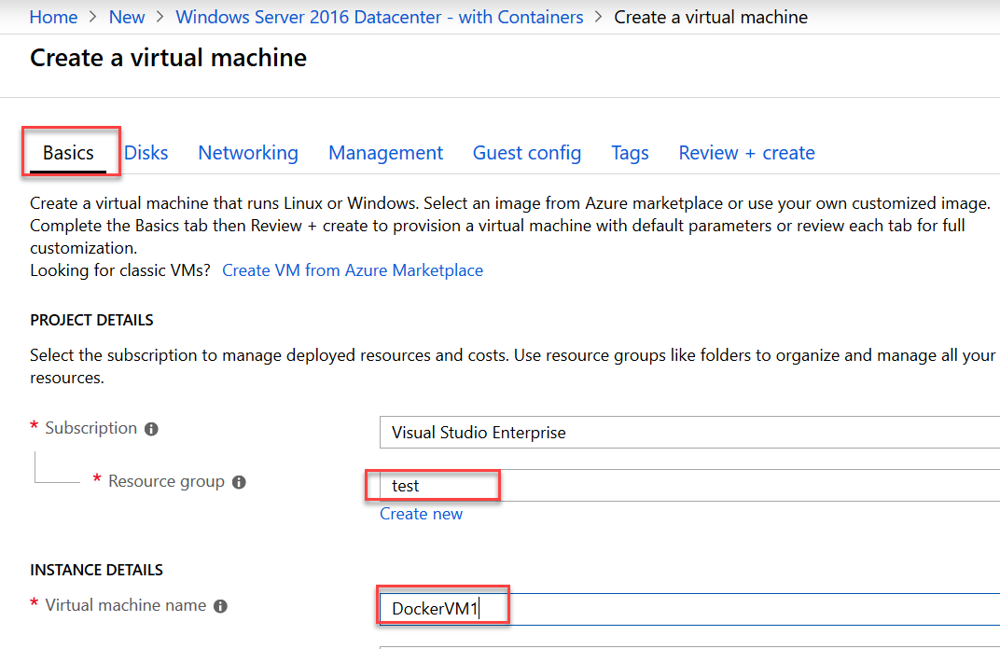 Home > New > Windows Server 2016 Datacenter - with Containers > Create a virtual machine
Create a virtual machine
Basics Disks Networking Management Guest config Tags Review + create
Create a virtual machine that runs Linux or Windows. Select an image from Azure marketplace or use your own customized image.
Complete the Basics tab then Review + create to provision a virtual machine with default parameters or review each tab for full
customization.
Looking for classic VMs? Create VM from Azure Marketplace
PROJECT DETAILS
Select the subscription to manage deployed resources and costs. Use resource groups like folders to organize and manage all your
resources.
* Subscription Visual Studio Enterprise
* Resource group test
Create new
INSTANCE DETAILS
* Virtual machine name DockerVM1